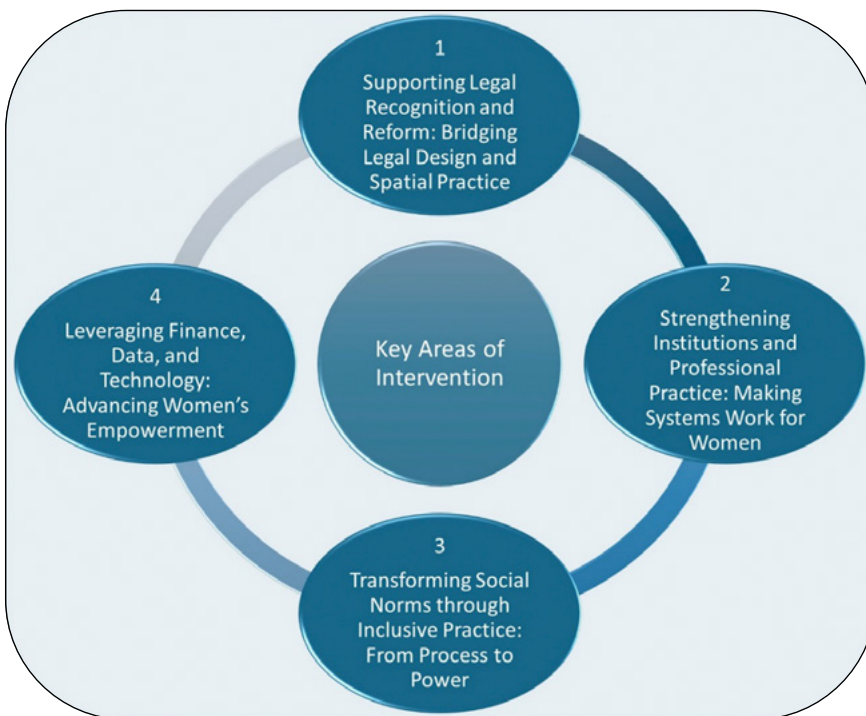 1
Supporting Legal
Recognition and
Reform: Bridging
Legal Design and
Spatial Practice
2
Strengthening
Institutions and
Professional
Practice: Making
Systems Work for
Women
3
Transforming Social
Norms through
Inclusive Practice:
From Process to
Power
4
Leveraging Finance,
Data, and
Technology:
Advancing Women’s
Empowerment
Key Areas of
Intervention